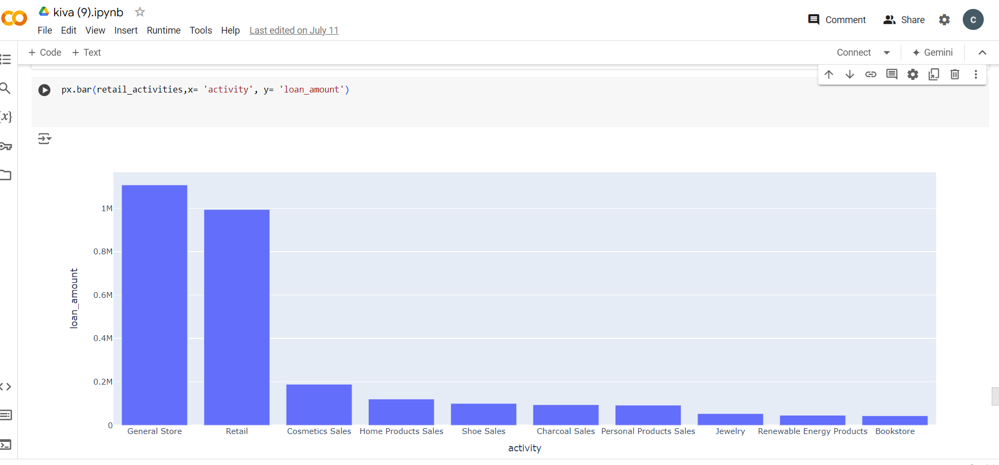 kiva (9).ipynb
File Edit View Insert Runtime Tools Help Last edited on July 11
Comment Share C
+ Code + Text
Connect Gemini
{x}
px.bar(retail_activities,x= 'activity', y= 'loan_amount')
1M
0.8M
0.6M
0.4M
0.2M
0
loan_amount
General Store Retail Cosmetics Sales Home Products Sales Shoe Sales Charcoal Sales Personal Products Sales Jewelry Renewable Energy Products Bookstore
activity